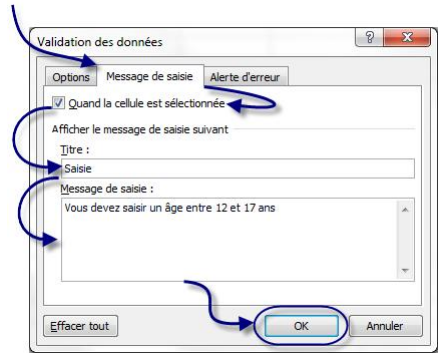 Validation des données
Options Message de saisie Alerte d'erreur
Quand la cellule est sélectionnée
Afficher le message de saisie suivant
Titre :
Saisie
Message de saisie :
Vous devez saisir un âge entre 12 et 17 ans
Effacer tout OK Annuler